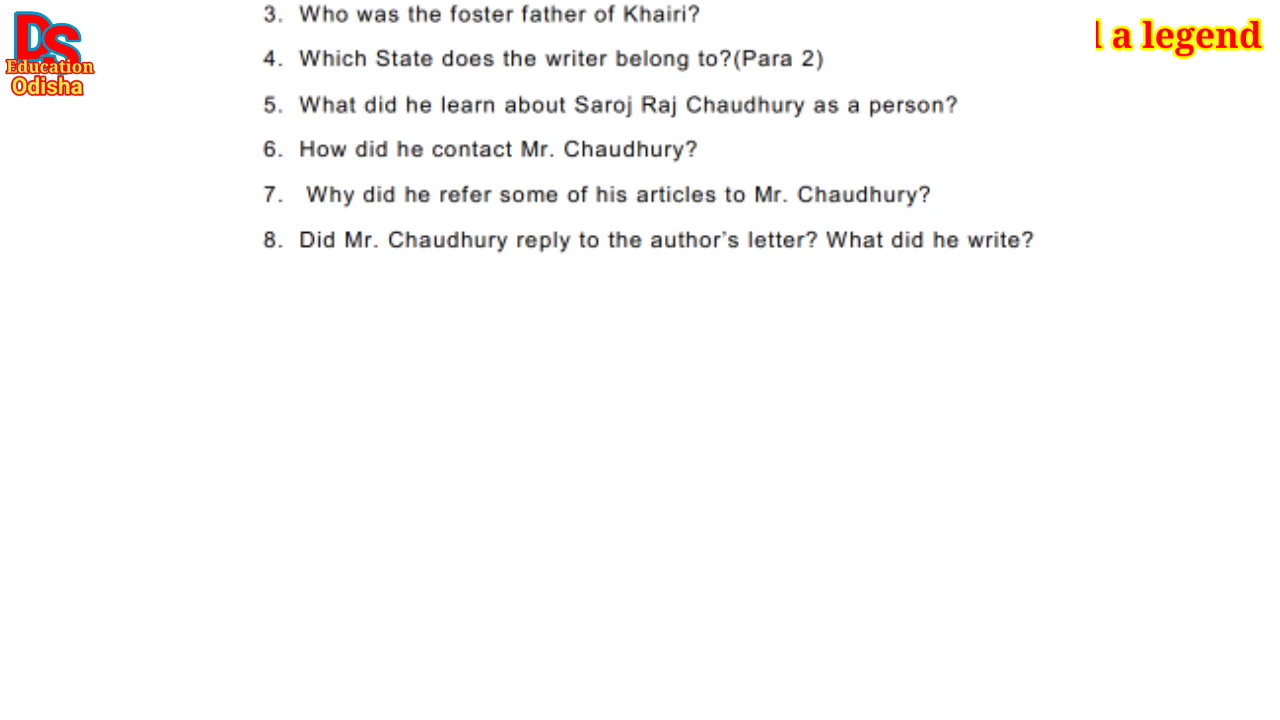 3. Who was the foster father of Khairi?
a legend
4. Which State does the writer belong to?(Para 2)
DS
Education
Odisha
5. What did he learn about Saroj Raj Chaudhury as a person?
6. How did he contact Mr. Chaudhury?
7. Why did he refer some of his articles to Mr. Chaudhury?
8. Did Mr. Chaudhury reply to the author's letter? What did he write?